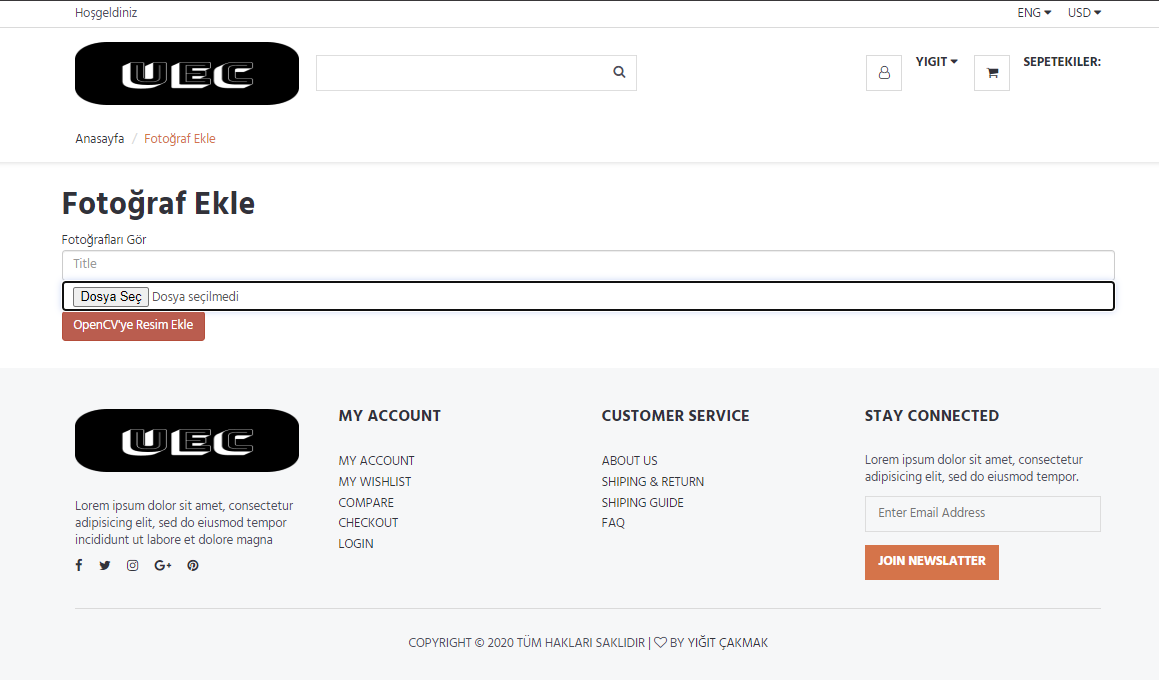 Hoşgeldiniz
ENG
USD
UEC
YIGIT
SEPETEKILER:
Anasayfa / Fotoğraf Ekle
Fotoğraf Ekle
Fotoğrafları Gör
Title
Dosya Seç Dosya seçilmedi
OpenCV'ye Resim Ekle
UEC
Lorem ipsum dolor sit amet, consectetur
adipisicing elit, sed do eiusmod tempor
incididunt ut labore et dolore magna
MY ACCOUNT
MY ACCOUNT
MY WISHLIST
COMPARE
CHECKOUT
LOGIN
CUSTOMER SERVICE
ABOUT US
SHIPING & RETURN
SHIPING GUIDE
FAQ
STAY CONNECTED
Lorem ipsum dolor sit amet, consectetur
adipisicing elit, sed do eiusmod tempor.
Enter Email Address
JOIN NEWSLATTER
COPYRIGHT © 2020 TÜM HAKLARI SAKLIDIR | ♡ BY YIĞIT ÇAKMAK